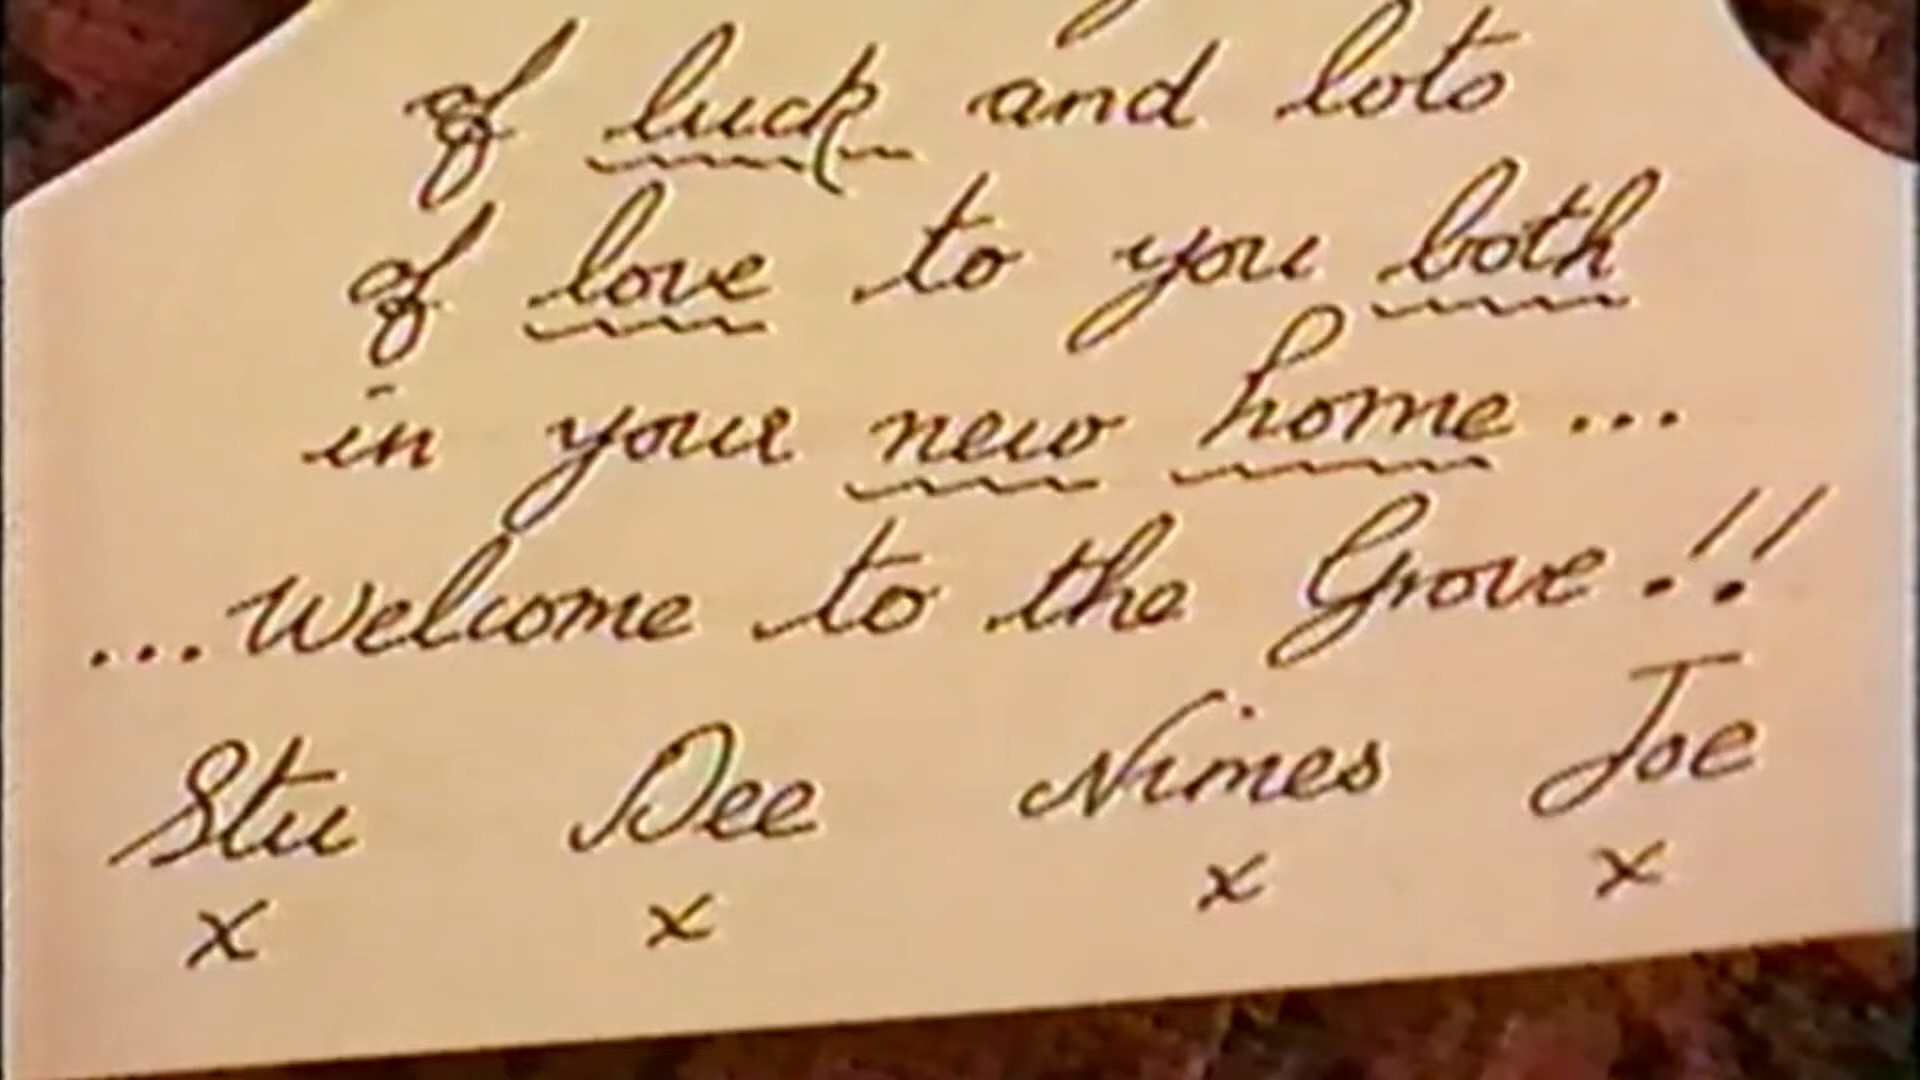 of luck and lots
of love to you both
in your new home ...
... Welcome to the Grove!!
Stu Dee Nimes Joe
x x x x